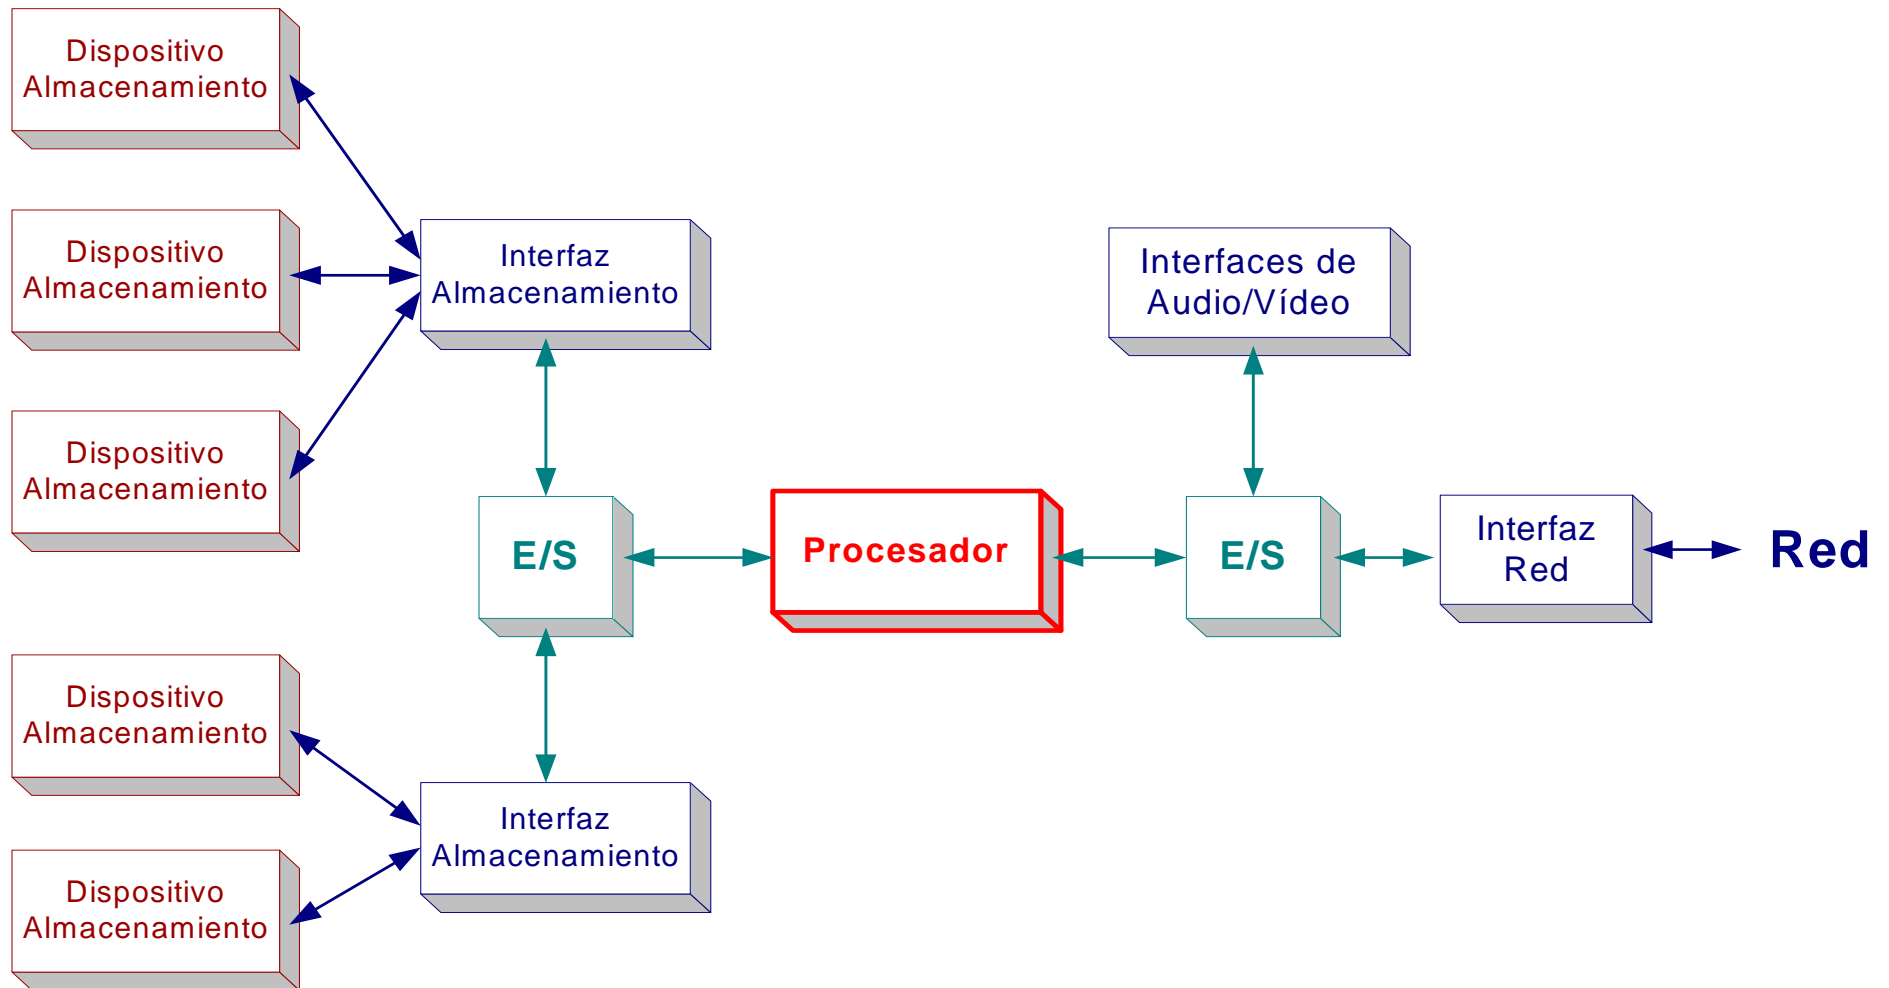 Dispositivo
Almacenamiento
Dispositivo
Almacenamiento
Interfaz
Almacenamiento
Interfaces de
Audio/Vídeo
Dispositivo
Almacenamiento
E/S
Procesador
E/S
Interfaz
Red
Red
Dispositivo
Almacenamiento
Interfaz
Almacenamiento
Dispositivo
Almacenamiento